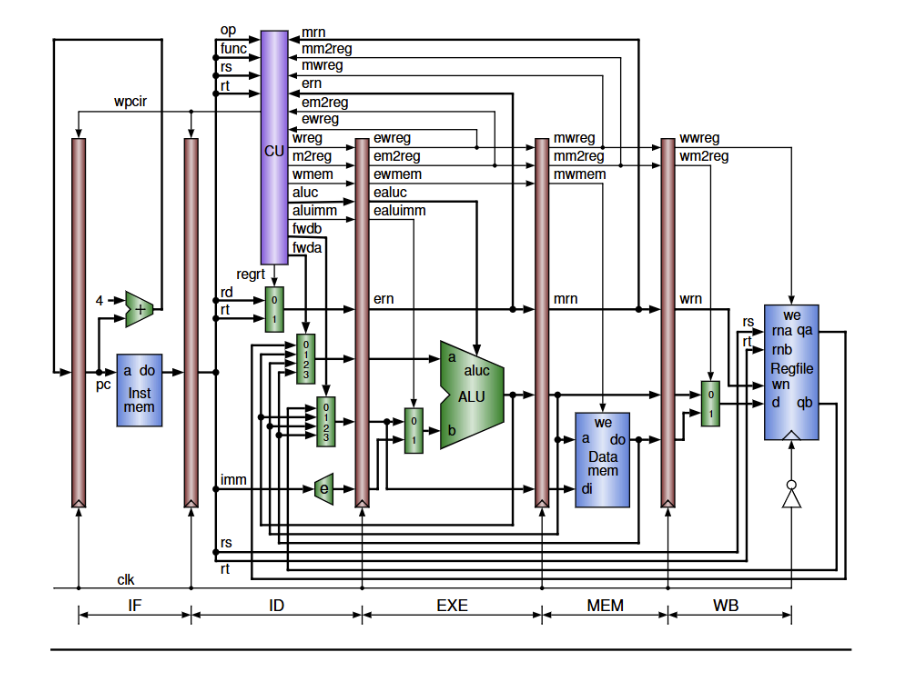 op mrn
func mm2reg
rs mwreg
rt ern
wpcir em2reg
ewreg
CU wreg ewreg mwreg wwreg
m2reg em2reg mm2reg wm2reg
wmem ewmem mwmem
aluc ealuc
aluimm ealuimm
fwdb
fwda
regrt
4 + rd 0 ern mrn wrn
rt 1
we
rs rna qa
rt rnb
Regfile
wn
d qb
pc a do
Inst
mem
0
1
2
3
0
1
2
3
a aluc
ALU
b
0
1
we
a do
Data
mem
di
0
1
imm e
rs
rt
clk
IF ID EXE MEM WB